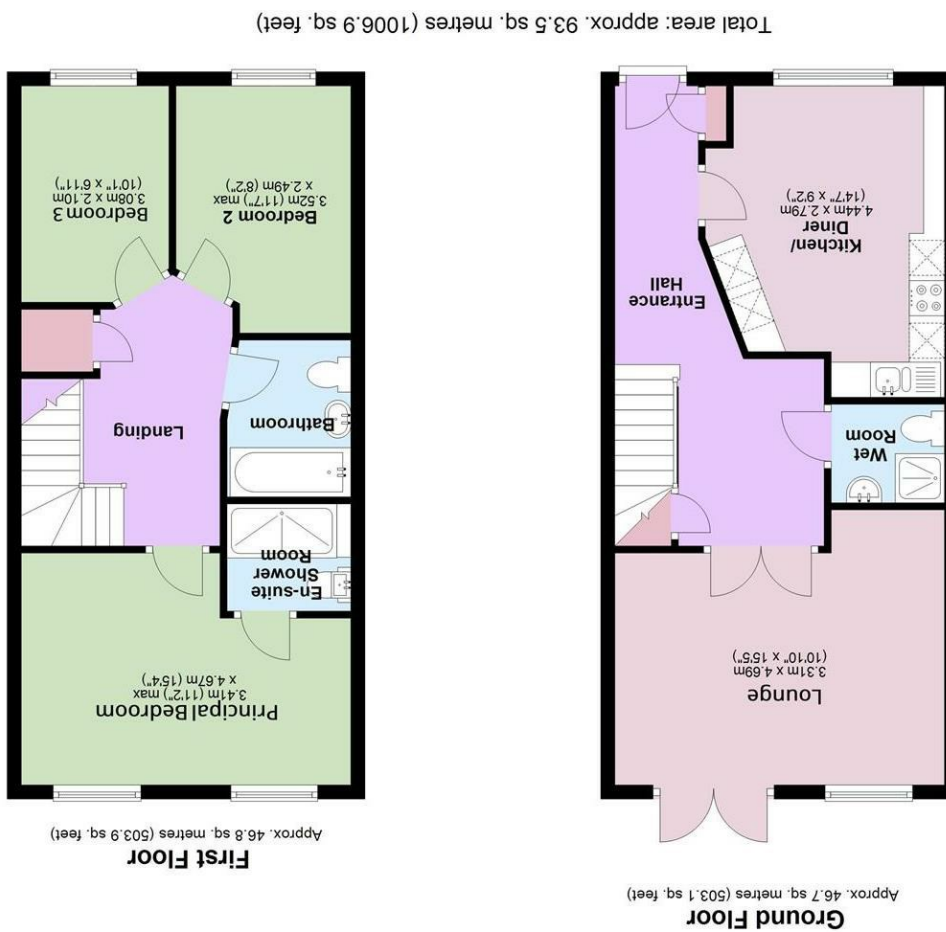 Ground Floor
Approx. 46.7 sq. metres (503.1 sq. feet)
Lounge
3.31m x 4.69m
(10'10" x 15'5")
Wet
Room
Entrance
Hall
Kitchen/
Diner
4.44m x 2.79m
(14'7" x 9'2")
First Floor
Approx. 46.8 sq. metres (503.9 sq. feet)
Principal Bedroom
3.41m (11'2") max
x 4.67m (15'4")
En-suite
Shower
Room
Landing
Bathroom
Bedroom 2
3.52m (11'7") max
x 2.49m (8'2")
Bedroom 3
3.08m x 2.10m
(10'1" x 6'11")
Total area: approx. 93.5 sq. metres (1006.9 sq. feet)